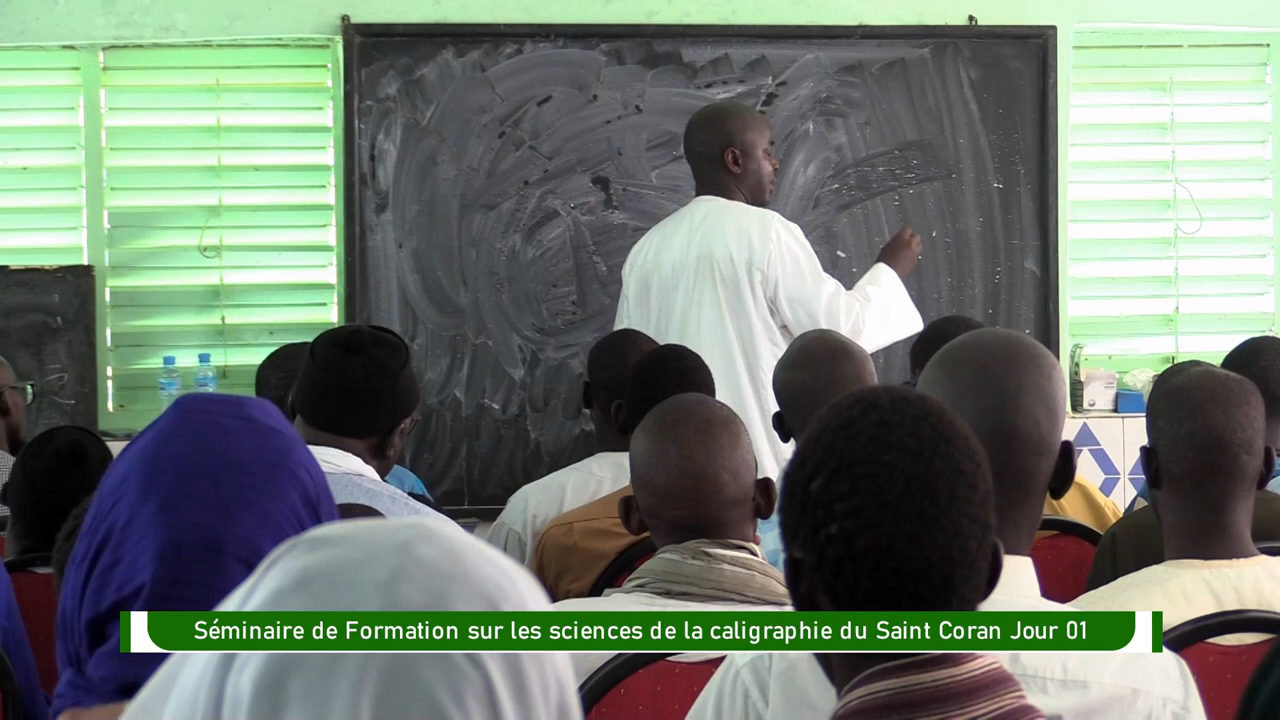 Séminaire de Formation sur les sciences de la caligraphie du Saint Coran Jour 01